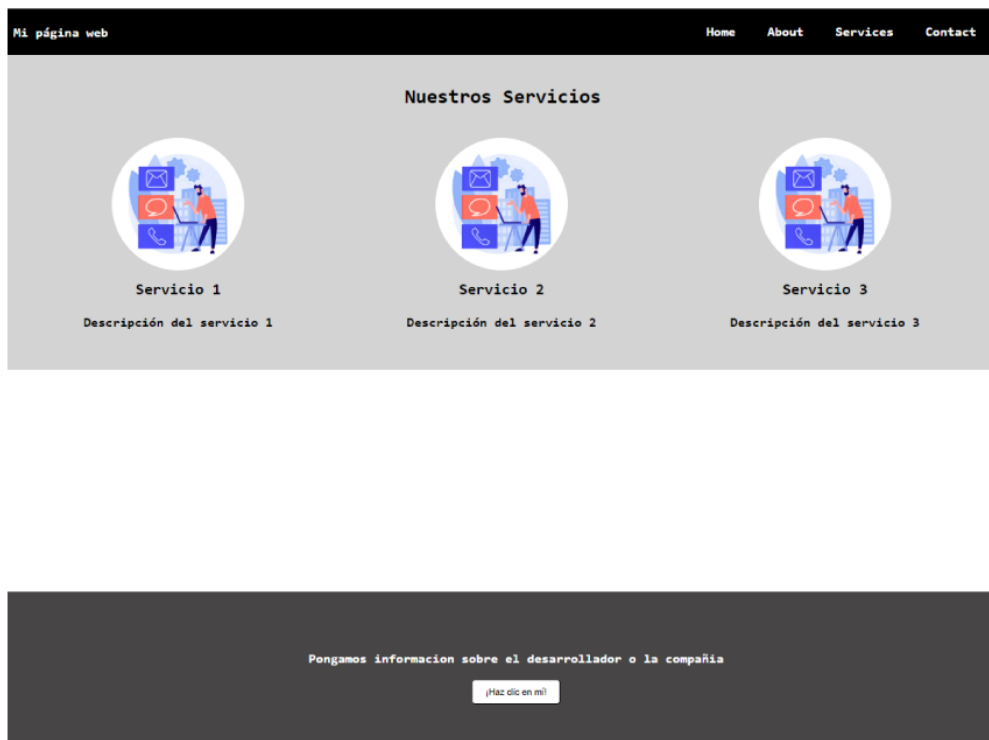 Mi página web
Home About Services Contact
Nuestros Servicios
Servicio 1 Servicio 2 Servicio 3
Descripción del servicio 1 Descripción del servicio 2 Descripción del servicio 3
Pongamos informacion sobre el desarrollador o la compañia
¡Haz clic en mí!